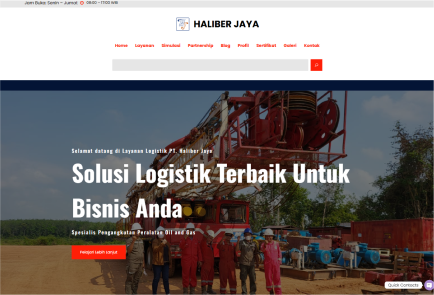 Jam Buka: Senin - Jumat 08:00 - 17:00 WIB
HALIBER JAYA
Home Layanan Simulasi Partnership Blog Profil Sertifikat Galeri Kontak
Selamat datang di Layanan Logistik PT. Haliber Jaya
Solusi Logistik Terbaik Untuk
Bisnis Anda
Spesialis Pengangkutan Peralatan Oil and Gas
Pelajari Lebih Lanjut
Quick Contacts